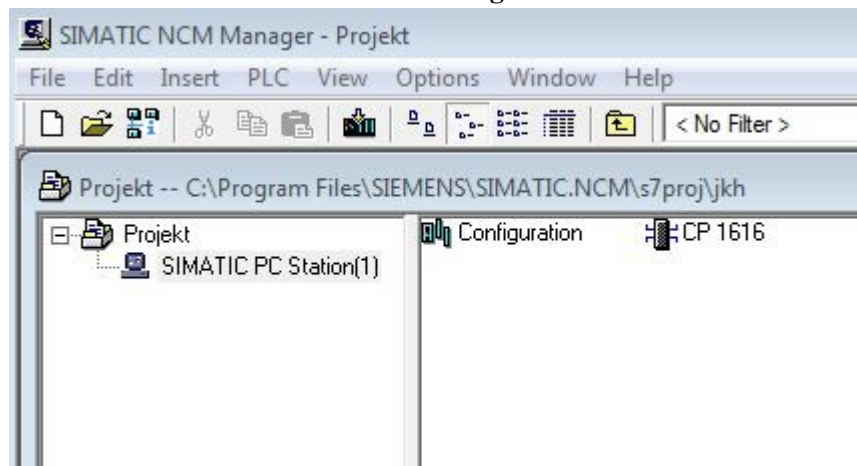 SIMATIC NCM Manager - Projekt
File Edit Insert PLC View Options Window Help
< No Filter >
Projekt -- C:\Program Files\SIEMENS\SIMATIC.NCM\s7proj\jkh
Projekt
SIMATIC PC Station(1)
Configuration
CP 1616